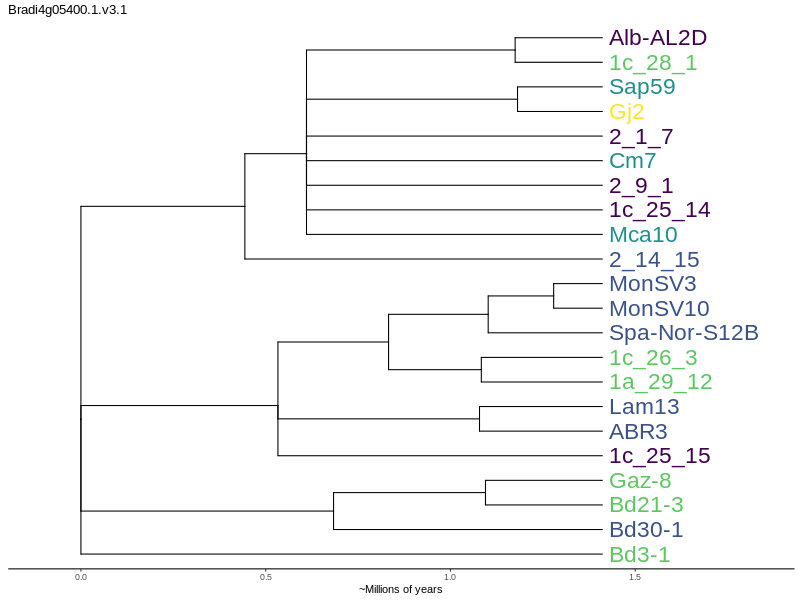 Bradi4g05400.1.v3.1
Alb-AL2D
1c_28_1
Sap59
Gj2
2_1_7
Cm7
2_9_1
1c_25_14
Mca10
2_14_15
MonSV3
MonSV10
Spa-Nor-S12B
1c_26_3
1a_29_12
Lam13
ABR3
1c_25_15
Gaz-8
Bd21-3
Bd30-1
Bd3-1
0.0 0.5 1.0 1.5
~Millions of years